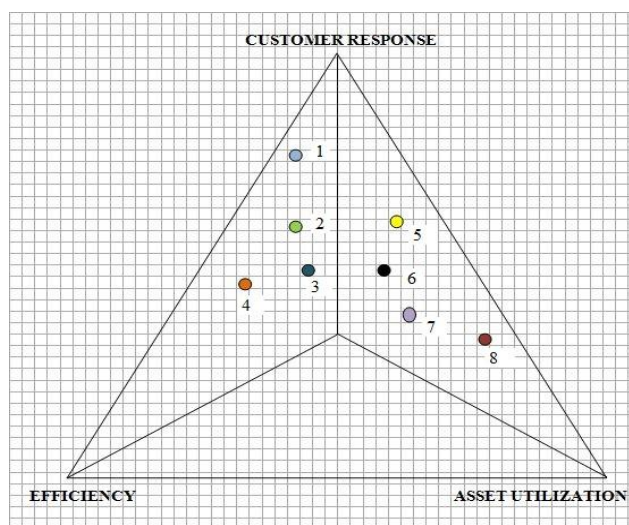 CUSTOMER RESPONSE
1
2
5
3
6
4
7
8
EFFICIENCY
ASSET UTILIZATION